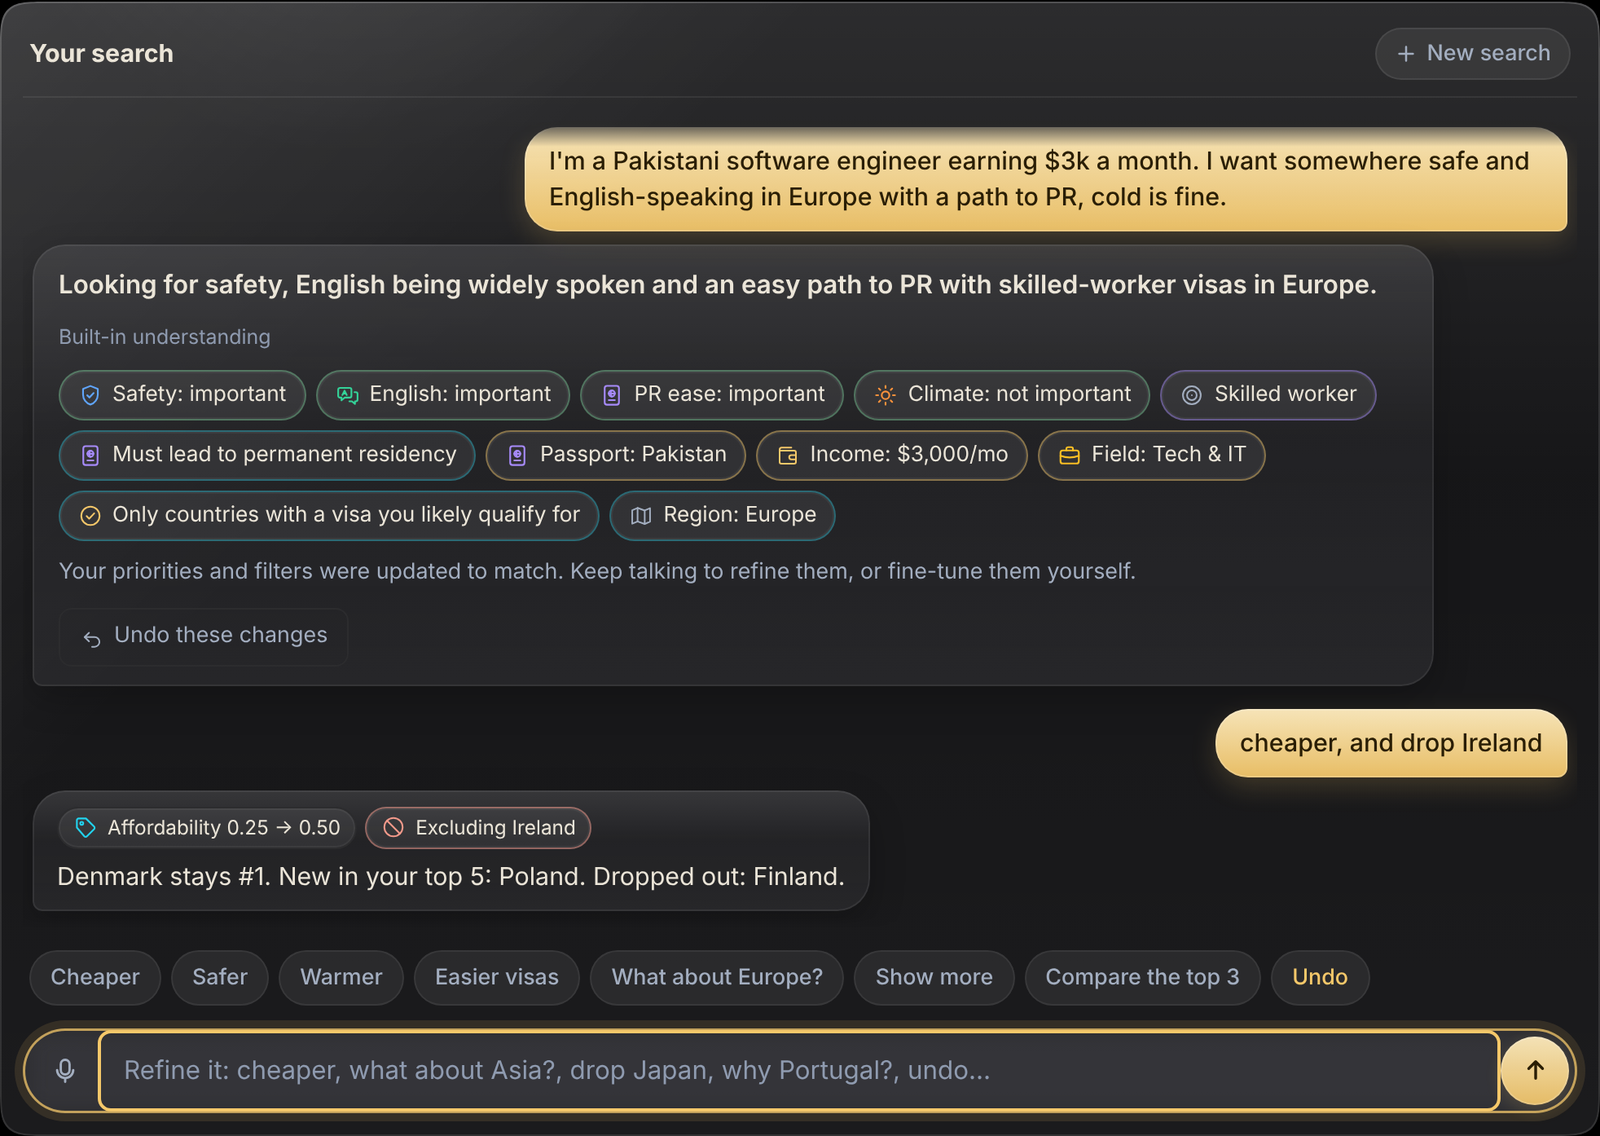 Your search
+ New search
I'm a Pakistani software engineer earning $3k a month. I want somewhere safe and
English-speaking in Europe with a path to PR, cold is fine.
Looking for safety, English being widely spoken and an easy path to PR with skilled-worker visas in Europe.
Built-in understanding
Safety: important
English: important
PR ease: important
Climate: not important
Skilled worker
Must lead to permanent residency
Passport: Pakistan
Income: $3,000/mo
Field: Tech & IT
Only countries with a visa you likely qualify for
Region: Europe
Your priorities and filters were updated to match. Keep talking to refine them, or fine-tune them yourself.
Undo these changes
cheaper, and drop Ireland
Affordability 0.25 → 0.50
Excluding Ireland
Denmark stays #1. New in your top 5: Poland. Dropped out: Finland.
Cheaper
Safer
Warmer
Easier visas
What about Europe?
Show more
Compare the top 3
Undo
Refine it: cheaper, what about Asia?, drop Japan, why Portugal?, undo...